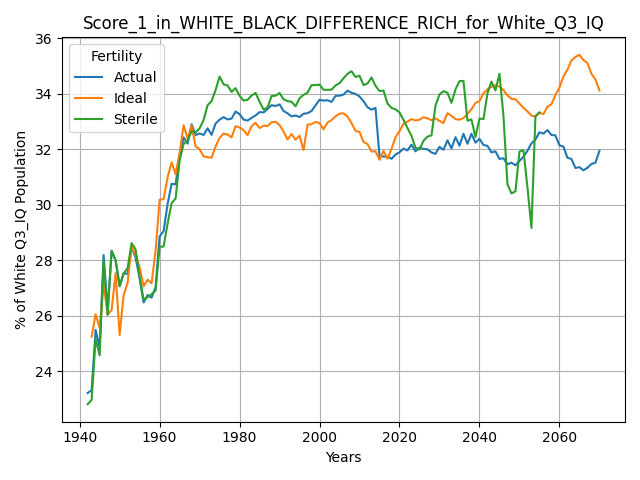 Score_1_in_WHITE_BLACK_DIFFERENCE_RICH_for_White_Q3_IQ
Fertility
Actual
Ideal
Sterile
% of White Q3_IQ Population
36
34
32
30
28
26
24
1940
1960
1980
2000
2020
2040
2060
Years